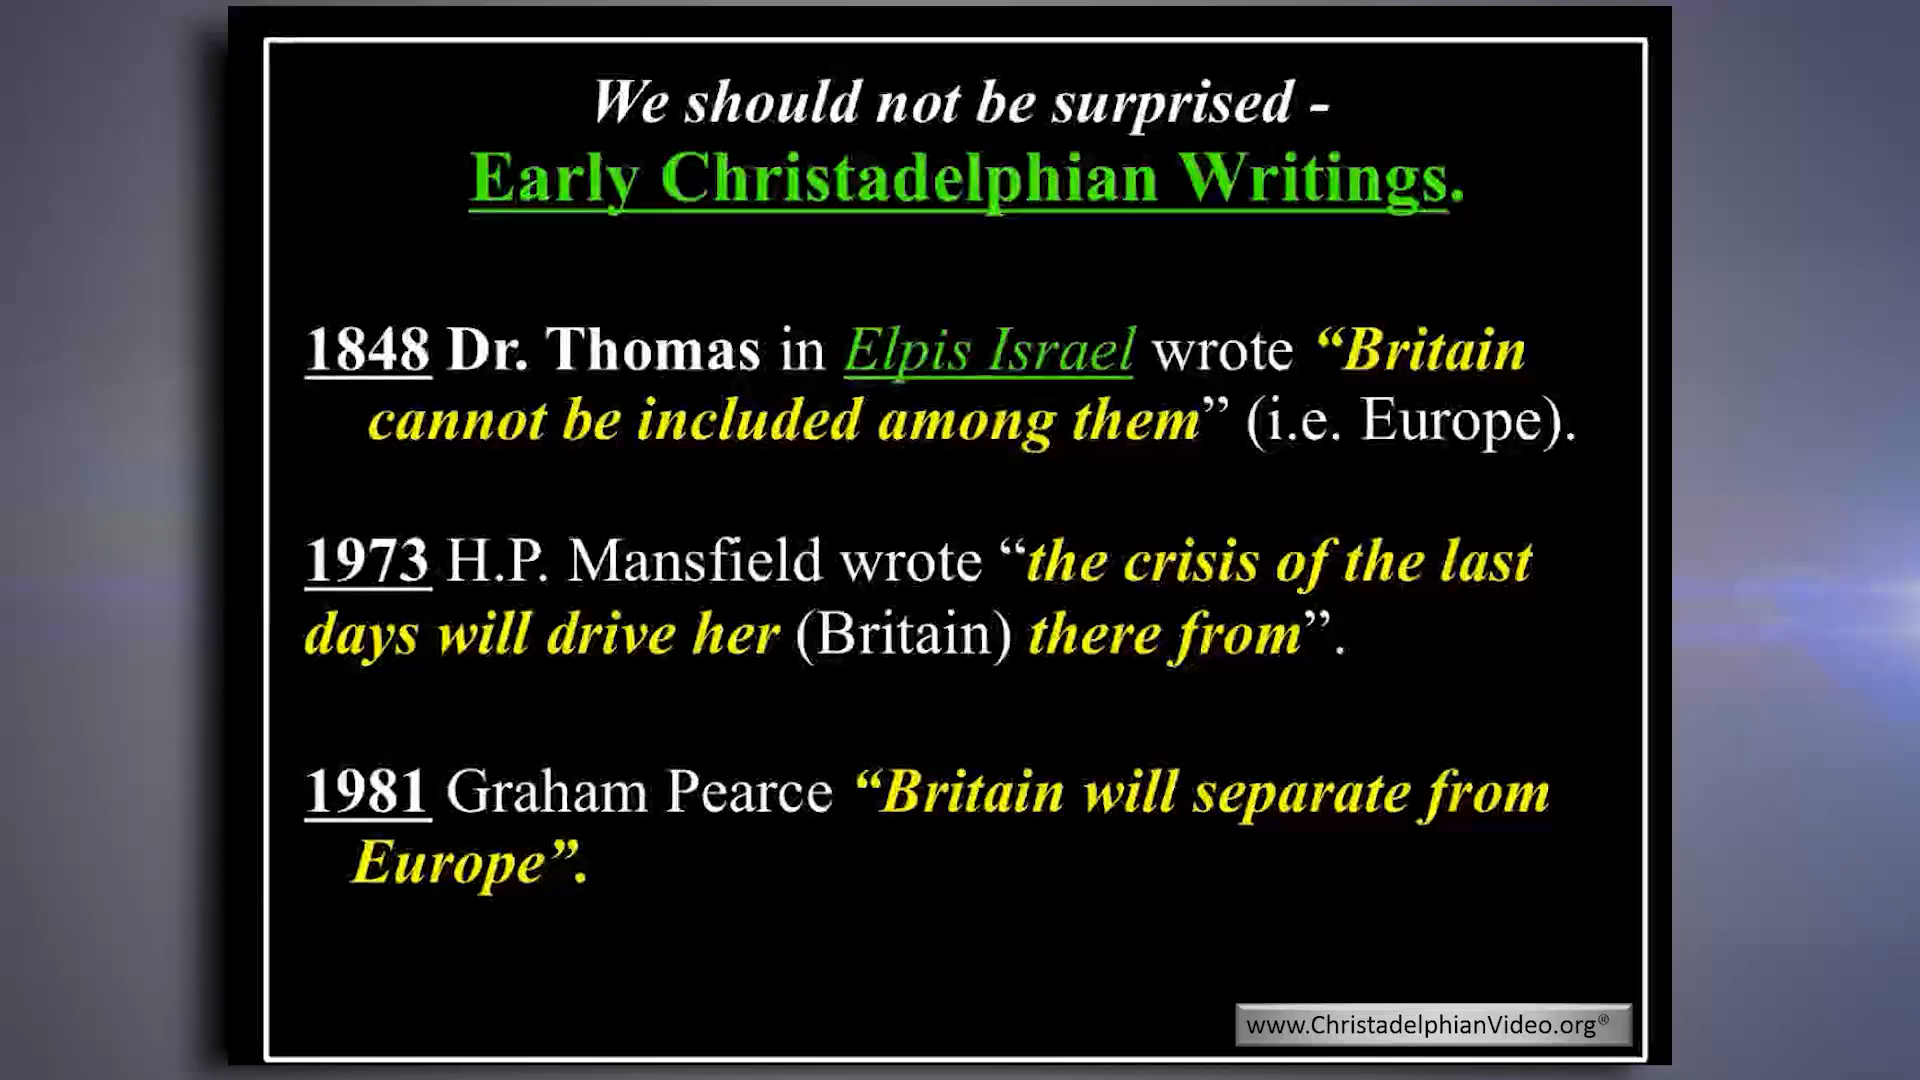 We should not be surprised -
Early Christadelphian Writings.
1848 Dr. Thomas in Elpis Israel wrote “Britain
cannot be included among them” (i.e. Europe).
1973 H.P. Mansfield wrote “the crisis of the last
days will drive her (Britain) there from”.
1981 Graham Pearce “Britain will separate from
Europe”.
www.ChristadelphianVideo.org®